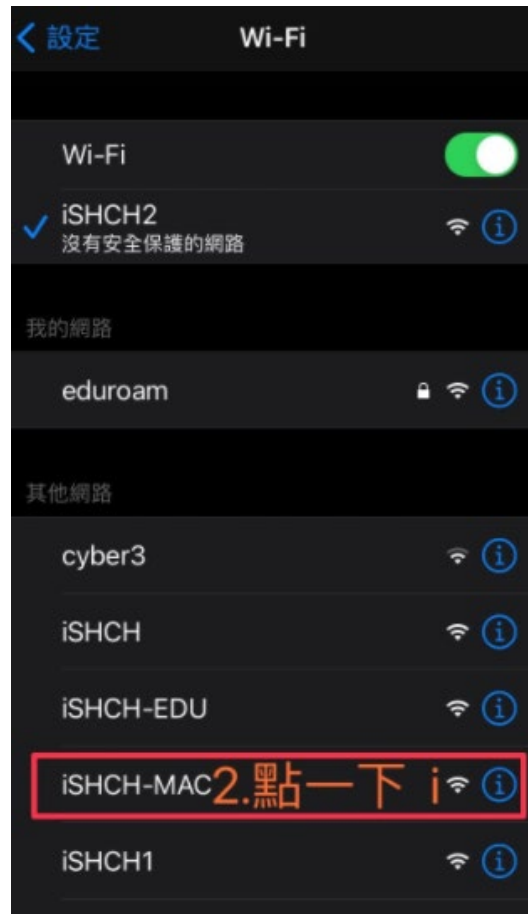 設定 Wi-Fi
Wi-Fi
iSHCH2
沒有安全保護的網路
我的網路
eduroam
其他網路
cyber3
iSHCH
iSHCH-EDU
iSHCH-MAC 2.點一下 i
iSHCH1